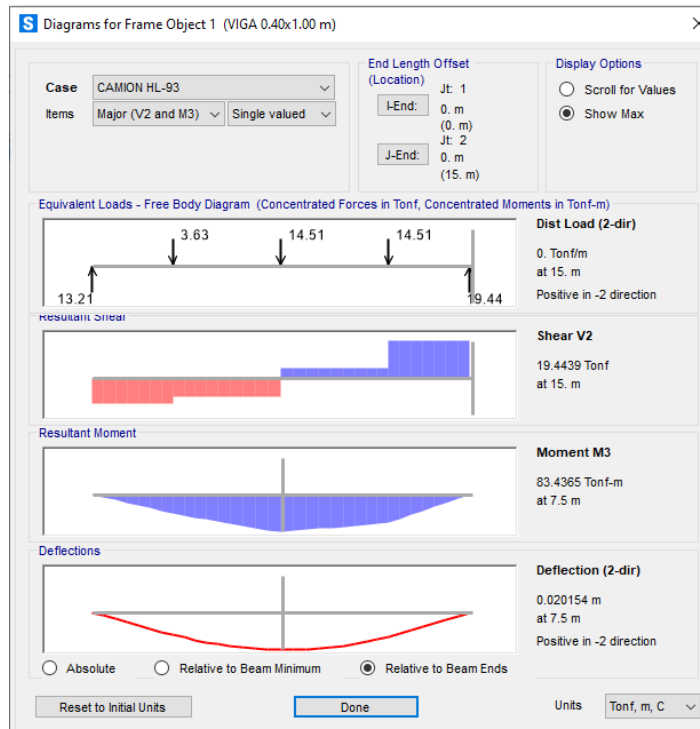 S Diagrams for Frame Object 1 (VIGA 0.40x1.00 m)
Case CAMION HL-93
Items Major (V2 and M3) Single valued
End Length Offset
(Location)
Jt: 1
I-End: 0. m
(0. m)
Jt: 2
J-End: 0. m
(15. m)
Display Options
Scroll for Values
Show Max
Equivalent Loads - Free Body Diagram (Concentrated Forces in Tonf, Concentrated Moments in Tonf-m)
3.63 14.51 14.51
13.21 19.44
Dist Load (2-dir)
0. Tonf/m
at 15. m
Positive in -2 direction
Resultant Shear
Shear V2
19.4439 Tonf
at 15. m
Resultant Moment
Moment M3
83.4365 Tonf-m
at 7.5 m
Deflections
Deflection (2-dir)
0.020154 m
at 7.5 m
Positive in -2 direction
Absolute Relative to Beam Minimum Relative to Beam Ends
Reset to Initial Units Done Units Tonf, m, C